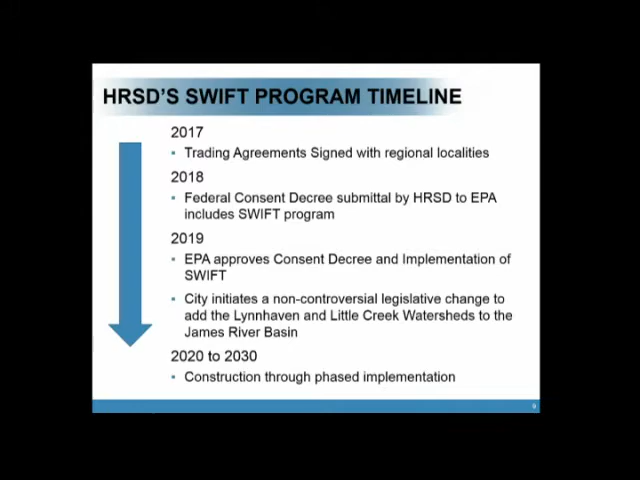 HRSD'S SWIFT PROGRAM TIMELINE
2017
▪ Trading Agreements Signed with regional localities
2018
▪ Federal Consent Decree submittal by HRSD to EPA
includes SWIFT program
2019
▪ EPA approves Consent Decree and Implementation of
SWIFT
▪ City initiates a non-controversial legislative change to
add the Lynnhaven and Little Creek Watersheds to the
James River Basin
2020 to 2030
▪ Construction through phased implementation
9